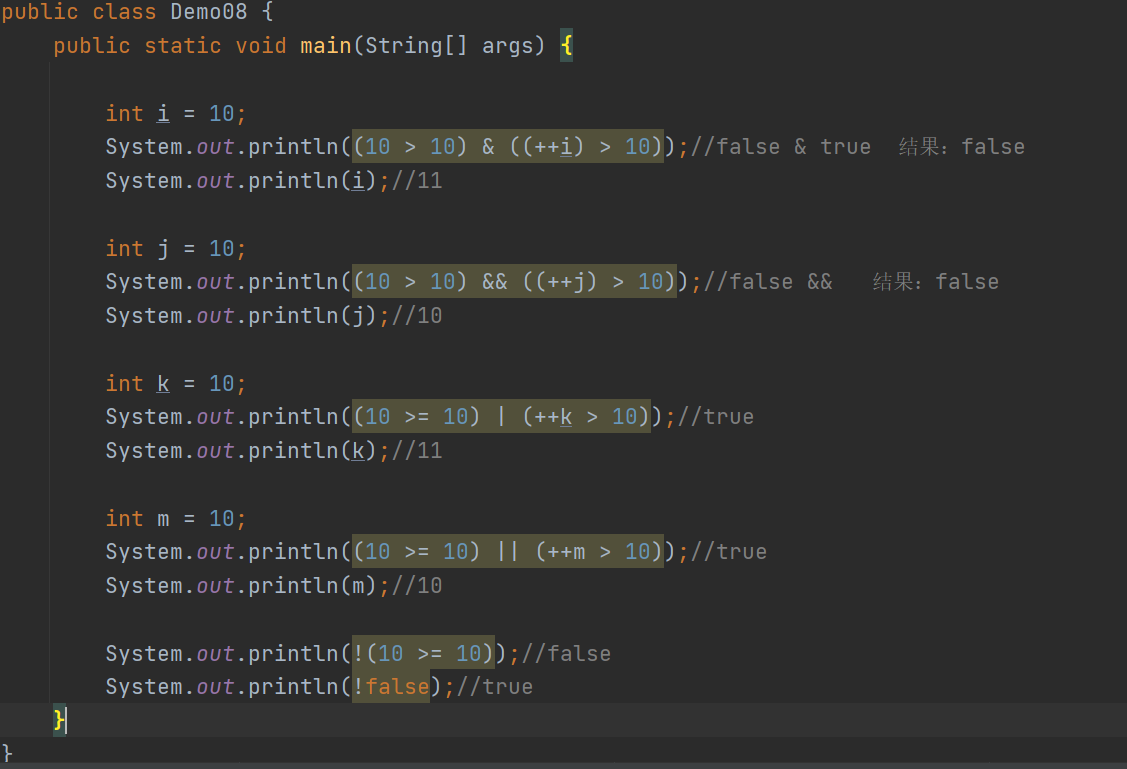 public class Demo08 {
    public static void main(String[] args) {

        int i = 10;
        System.out.println((10 > 10) & ((++i) > 10));//false & true  结果：false
        System.out.println(i);//11

        int j = 10;
        System.out.println((10 > 10) && ((++j) > 10));//false &&   结果：false
        System.out.println(j);//10

        int k = 10;
        System.out.println((10 >= 10) | (++k > 10));//true
        System.out.println(k);//11

        int m = 10;
        System.out.println((10 >= 10) || (++m > 10));//true
        System.out.println(m);//10

        System.out.println(!(10 >= 10));//false
        System.out.println(!false);//true
    }
}